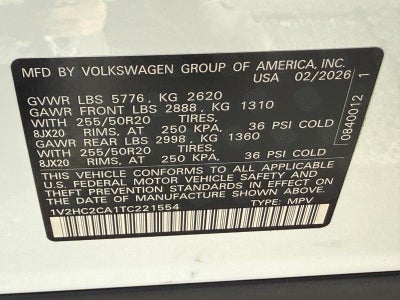 MFD BY VOLKSWAGEN GROUP OF AMERICA, INC.
USA 02/2026
GVWR LBS 5776, KG 2620
GAWR FRONT LBS 2888, KG 1310
WITH 255/50R20 TIRES,
8JX20 RIMS, AT 250 KPA, 36 PSI COLD
GAWR REAR LBS 2998, KG 1360
WITH 255/50R20 TIRES,
8JX20 RIMS, AT 250 KPA, 36 PSI COLD
THIS VEHICLE CONFORMS TO ALL APPLICABLE
FEDERAL MOTOR VEHICLE SAFETY AND
THEFT PREVENTION STANDARDS IN EFFECT ON
THE DATE OF MANUFACTURE SHOWN ABOVE.
1V2HC2CA1TC221554 TYPE: MPV
0840012 1